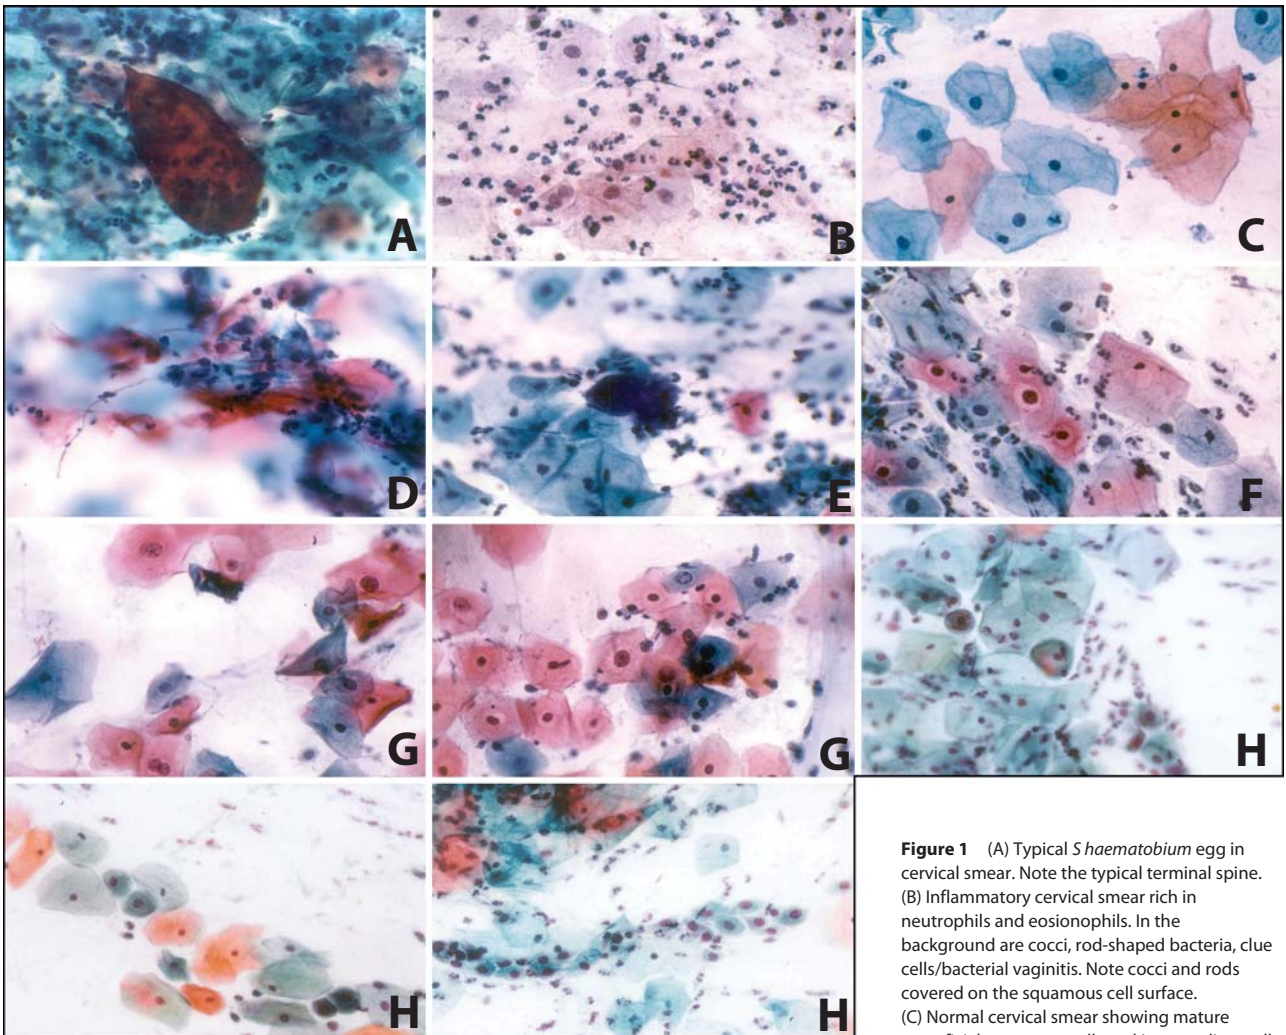 A
B
C
D
E
F
G
G
H
H
H
Figure 1 (A) Typical S haematobium egg in
cervical smear. Note the typical terminal spine.
(B) Inflammatory cervical smear rich in
neutrophils and eosionophils. In the
background are cocci, rod-shaped bacteria, clue
cells/bacterial vaginitis. Note cocci and rods
covered on the squamous cell surface.
(C) Normal cervical smear showing mature